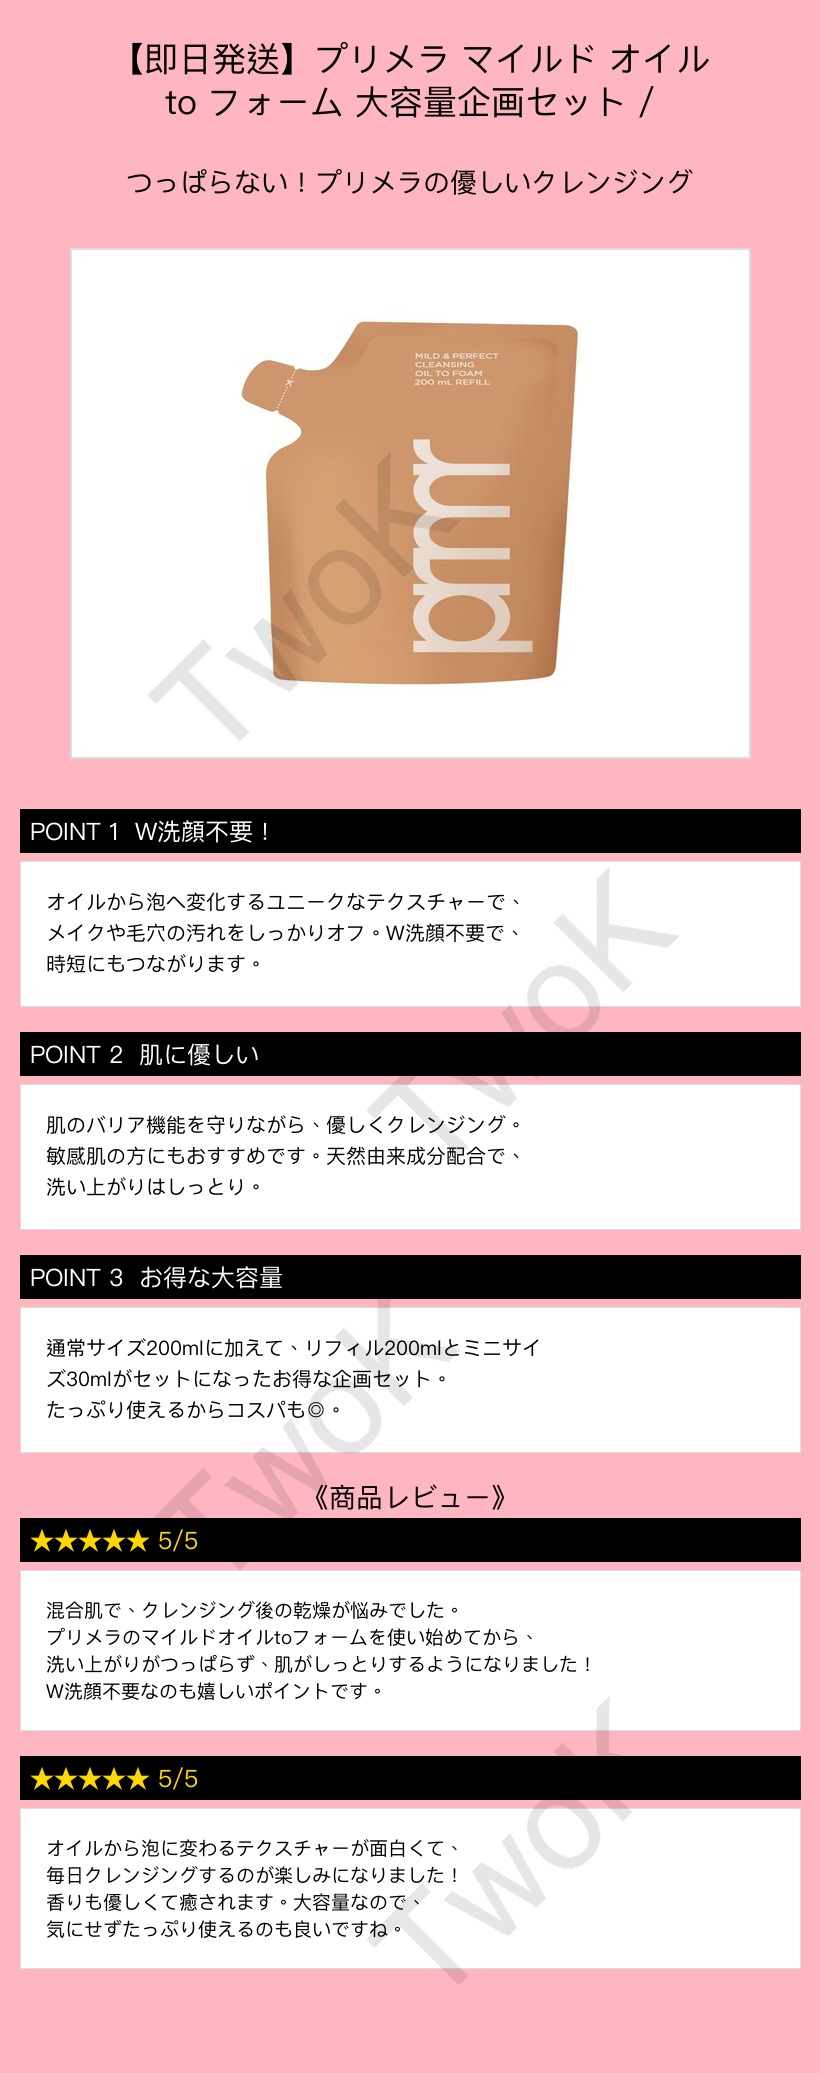 【即日発送】プリメラ マイルド オイル
to フォーム 大容量企画セット /
つっぱらない！プリメラの優しいクレンジング
MILD & PERFECT
CLEANSING
OIL TO FOAM
200 mL REFILL
prmr
TwoK
POINT 1 W洗顔不要！
オイルから泡へ変化するユニークなテクスチャーで、
メイクや毛穴の汚れをしっかりオフ。W洗顔不要で、
時短にもつながります。
TwoK
POINT 2 肌に優しい
肌のバリア機能を守りながら、優しくクレンジング。
敏感肌の方にもおすすめです。天然由来成分配合で、
洗い上がりはしっとり。
POINT 3 お得な大容量
通常サイズ200mlに加えて、リフィル200mlとミニサイ
ズ30mlがセットになったお得な企画セット。
たっぷり使えるからコスパも◎。
TwoK
《商品レビュー》
★★★★★ 5/5
混合肌で、クレンジング後の乾燥が悩みでした。
プリメラのマイルドオイルtoフォームを使い始めてから、
洗い上がりがつっぱらず、肌がしっとりするようになりました！
W洗顔不要なのも嬉しいポイントです。
★★★★★ 5/5
オイルから泡に変わるテクスチャーが面白くて、
毎日クレンジングするのが楽しみになりました！
香りも優しくて癒されます。大容量なので、
気にせずたっぷり使えるのも良いですね。
TwoK